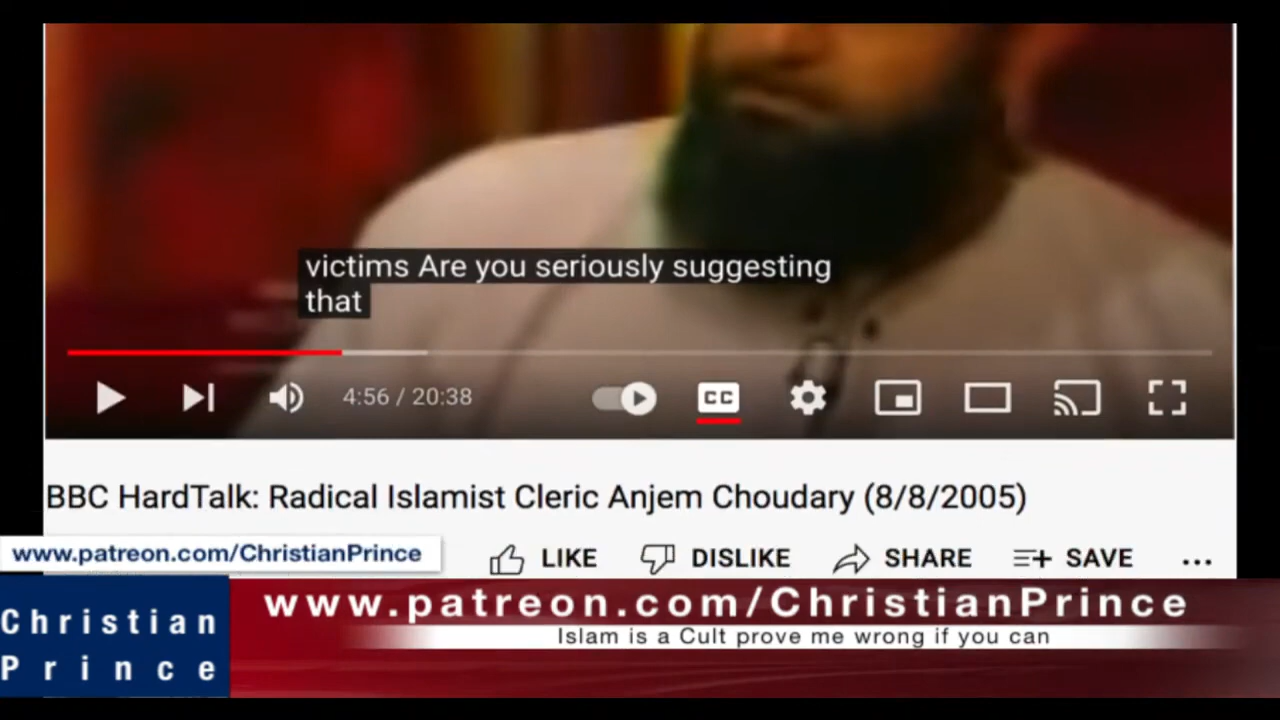 victims Are you seriously suggesting
that
4:56 / 20:38
CC
BBC HardTalk: Radical Islamist Cleric Anjem Choudary (8/8/2005)
www.patreon.com/ChristianPrince
LIKE
DISLIKE
SHARE
SAVE
www.patreon.com/ChristianPrince
Islam is a Cult prove me wrong if you can
Christian
Prince